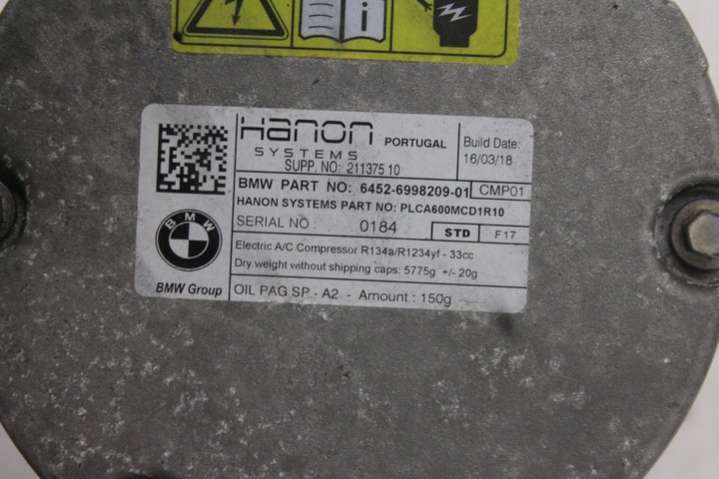 Hanon
SYSTEMS
PORTUGAL
Build Date:
16/03/18
SUPP. NO: 21137510
BMW PART NO: 6452-6998209-01 CMP01
HANON SYSTEMS PART NO: PLCA600MCD1R10
SERIAL NO : 0184 STD F17
Electric A/C Compressor R134a/R1234yf - 33cc
Dry weight without shipping caps: 5775g +/- 20g
OIL PAG SP - A2 - Amount : 150g
BMW
BMW Group